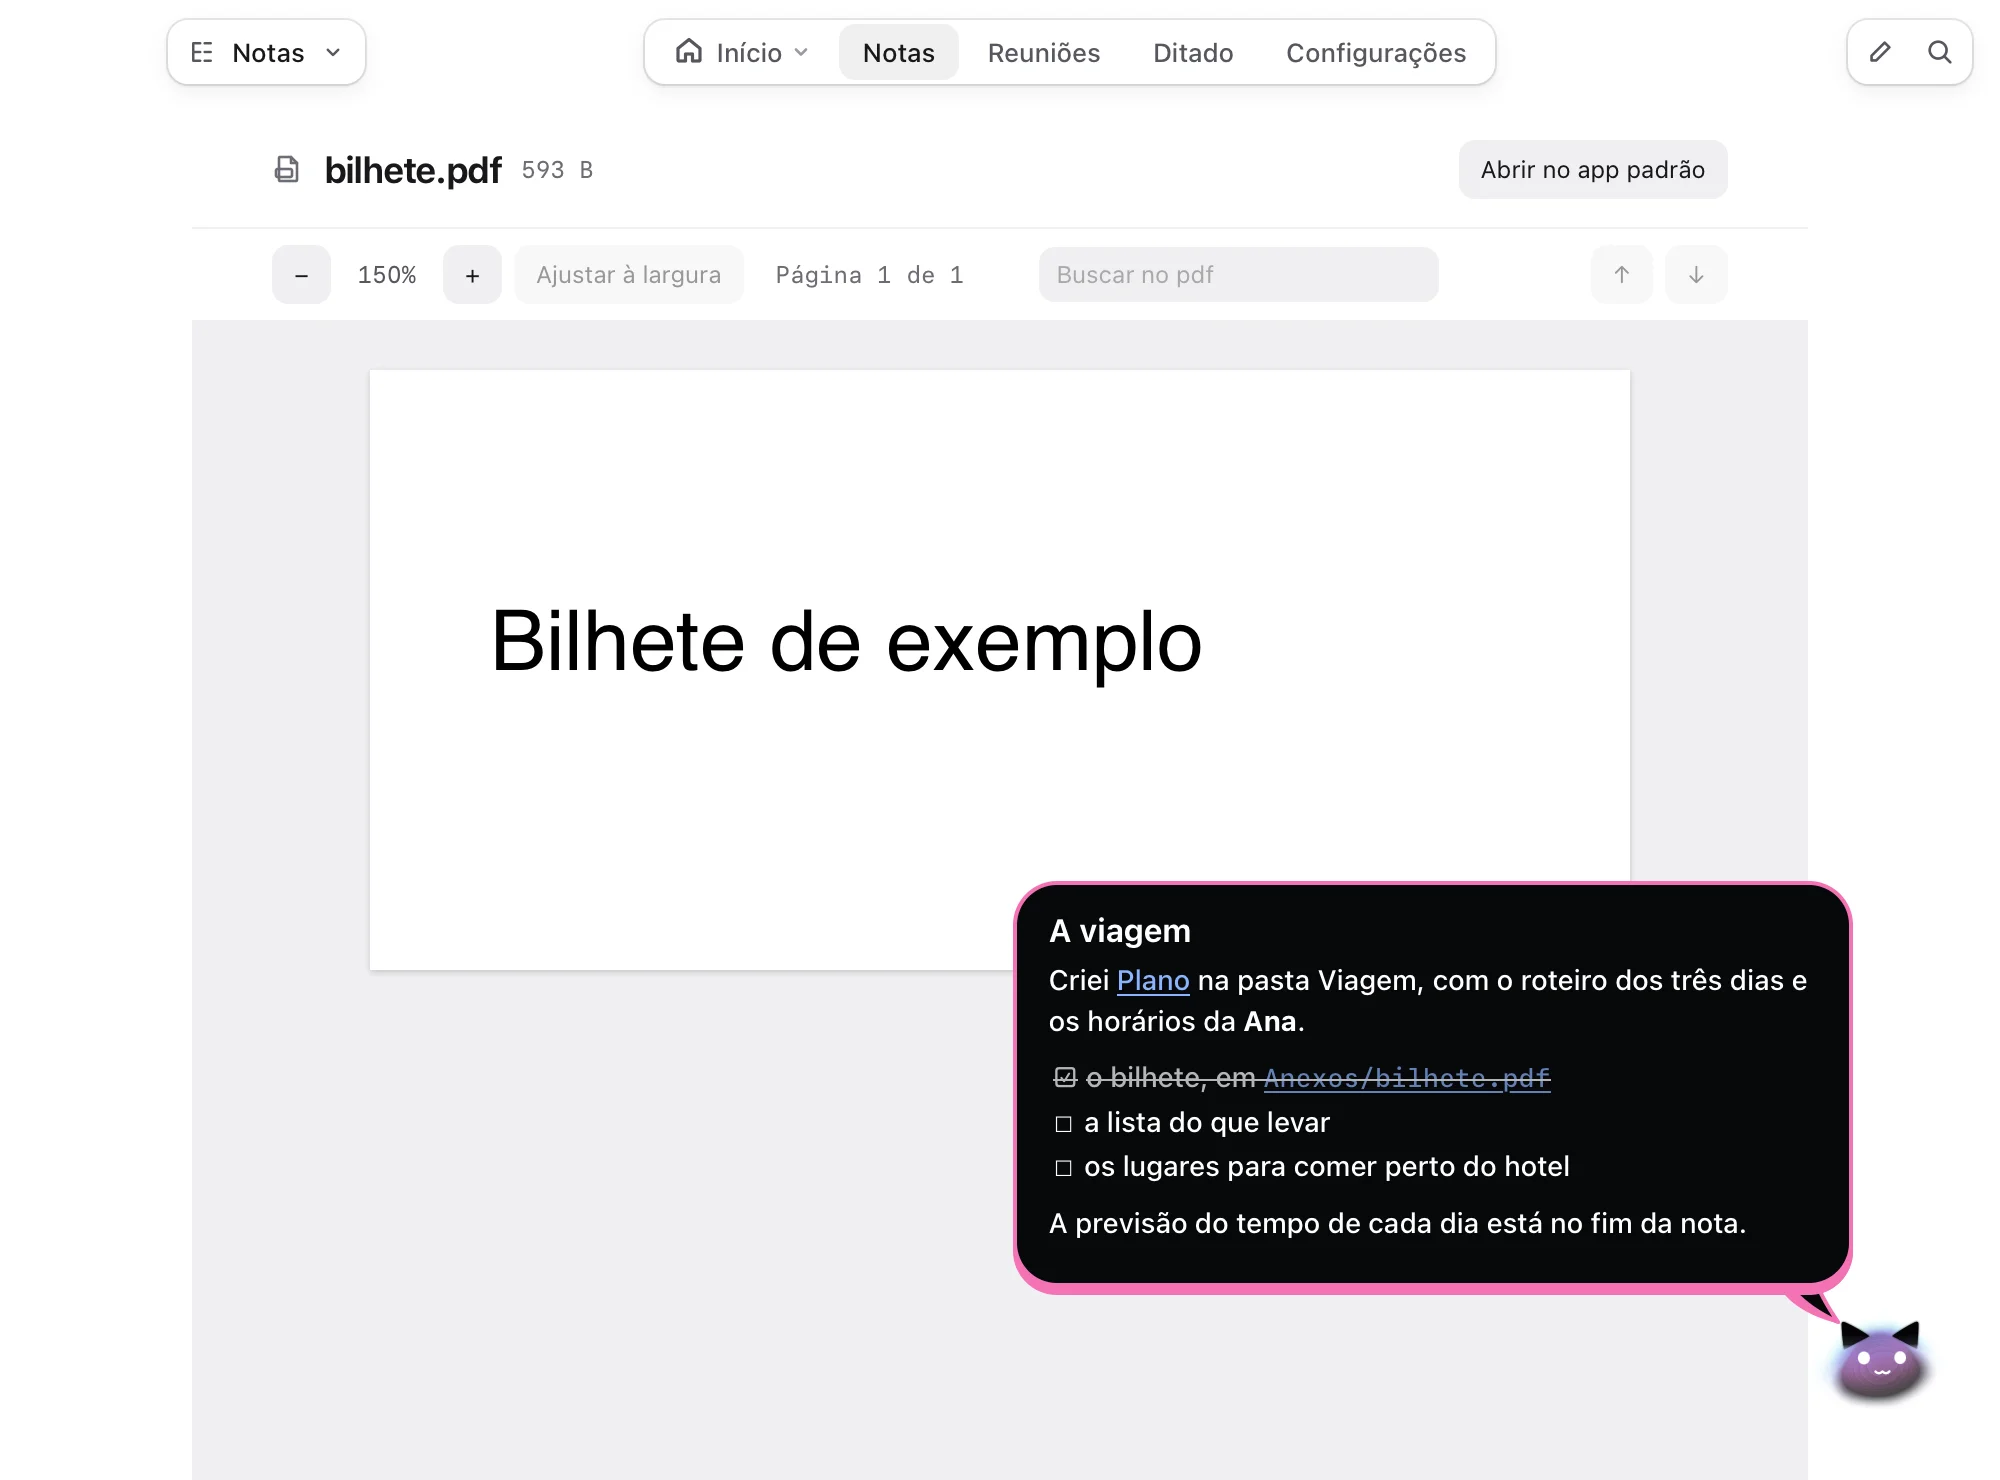 Notas
Início Notas Reuniões Ditado Configurações
bilhete.pdf 593 B
Abrir no app padrão
− 150% + Ajustar à largura Página 1 de 1 Buscar no pdf ↑ ↓
Bilhete de exemplo
A viagem
Criei Plano na pasta Viagem, com o roteiro dos três dias e
os horários da Ana.
☑ o bilhete, em Anexos/bilhete.pdf
☐ a lista do que levar
☐ os lugares para comer perto do hotel
A previsão do tempo de cada dia está no fim da nota.